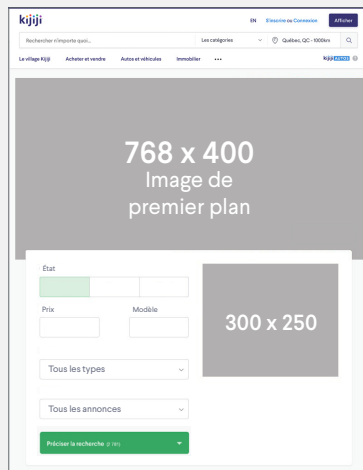 kijiji
EN S'inscrire ou Connexion Afficher
Rechercher n'importe quoi... Les catégories Québec, QC - 1000km
Le village Kijiji Acheter et vendre Autos et véhicules Immobilier ••• kijiji AUTOS
768 x 400
Image de
premier plan
État
Prix Modèle
300 x 250
Tous les types
Tous les annonces
Préciser la recherche